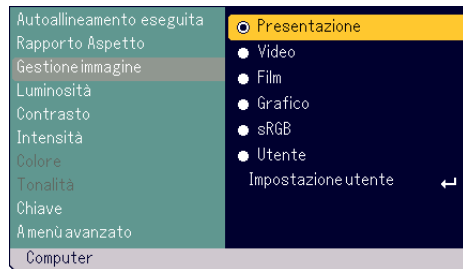 Autoallineamento eseguita
Rapporto Aspetto
Gestione immagine
Luminosità
Contrasto
Intensità
Colore
Tonalità
Chiave
A menù avanzato
Presentazione
Video
Film
Grafico
sRGB
Utente
Impostazione utente
Computer